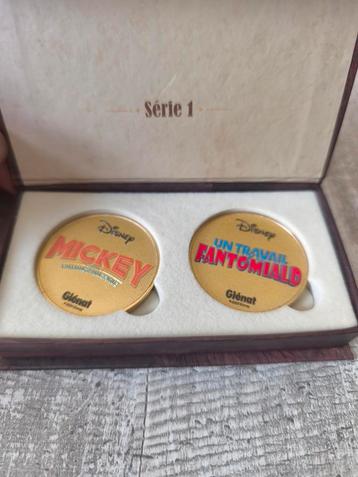 Série 1
Disney
MICKEY
Glénat
Disney
UN TRAVAIL
FANTOMIALD
Glénat